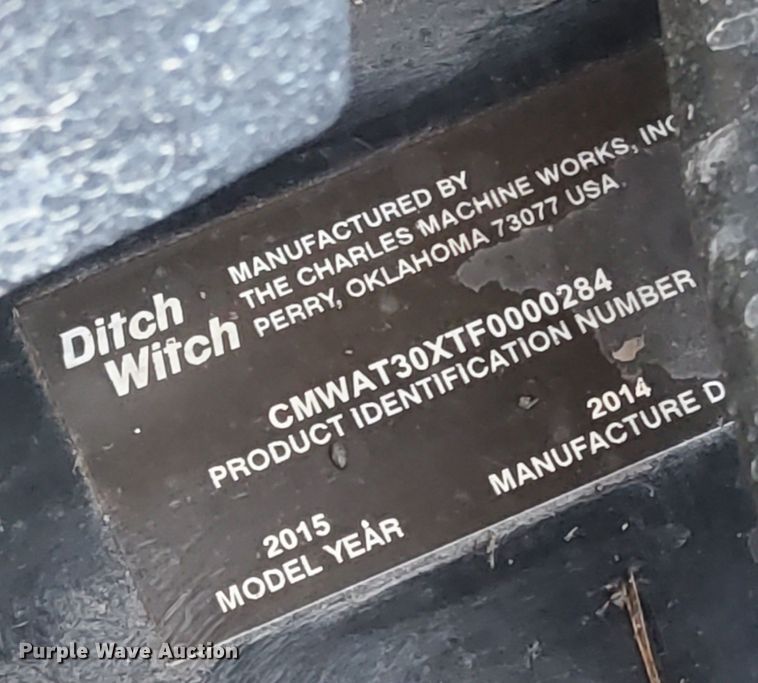 Ditch
Witch
MANUFACTURED BY
THE CHARLES MACHINE WORKS, INC
PERRY, OKLAHOMA 73077 USA
CMWAT30XTF0000284
PRODUCT IDENTIFICATION NUMBER
2015
MODEL YEAR
2014
MANUFACTURE D
Purple Wave Auction